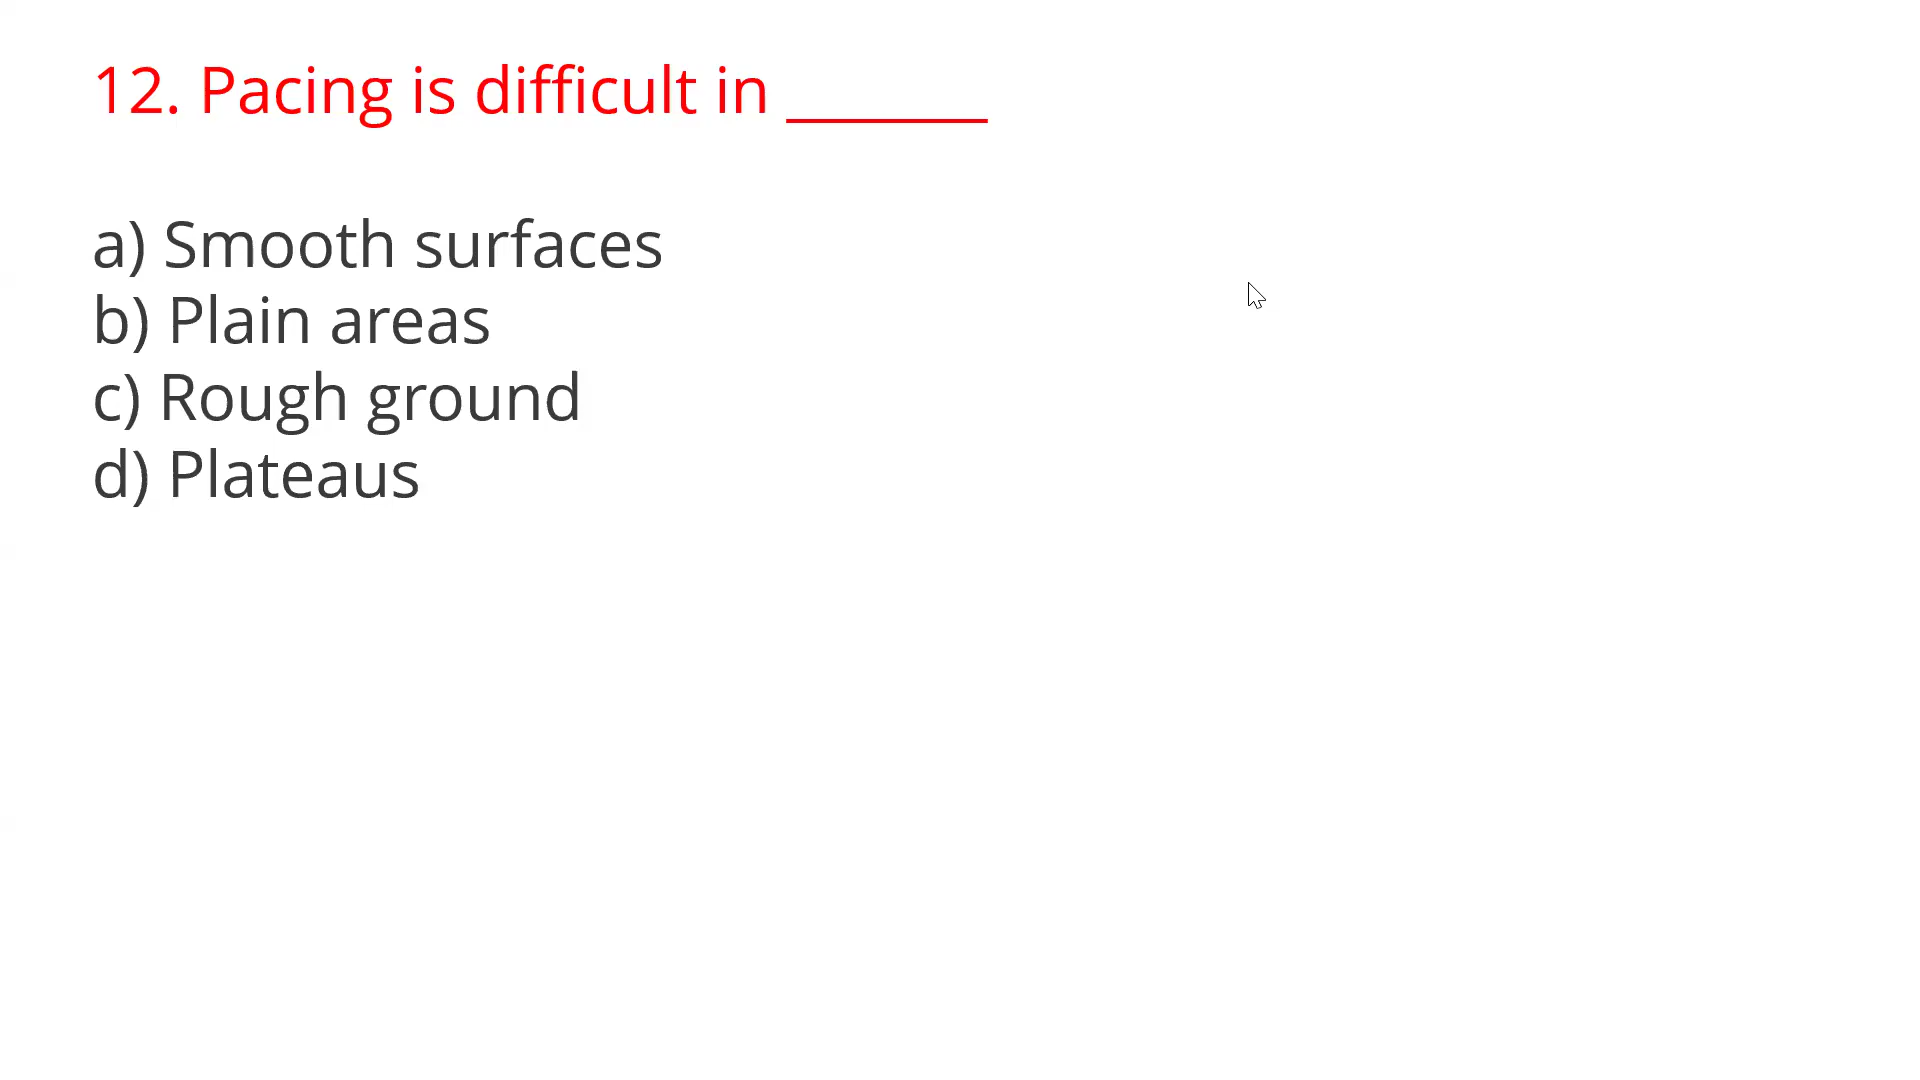 12. Pacing is difficult in _______
a) Smooth surfaces
b) Plain areas
c) Rough ground
d) Plateaus